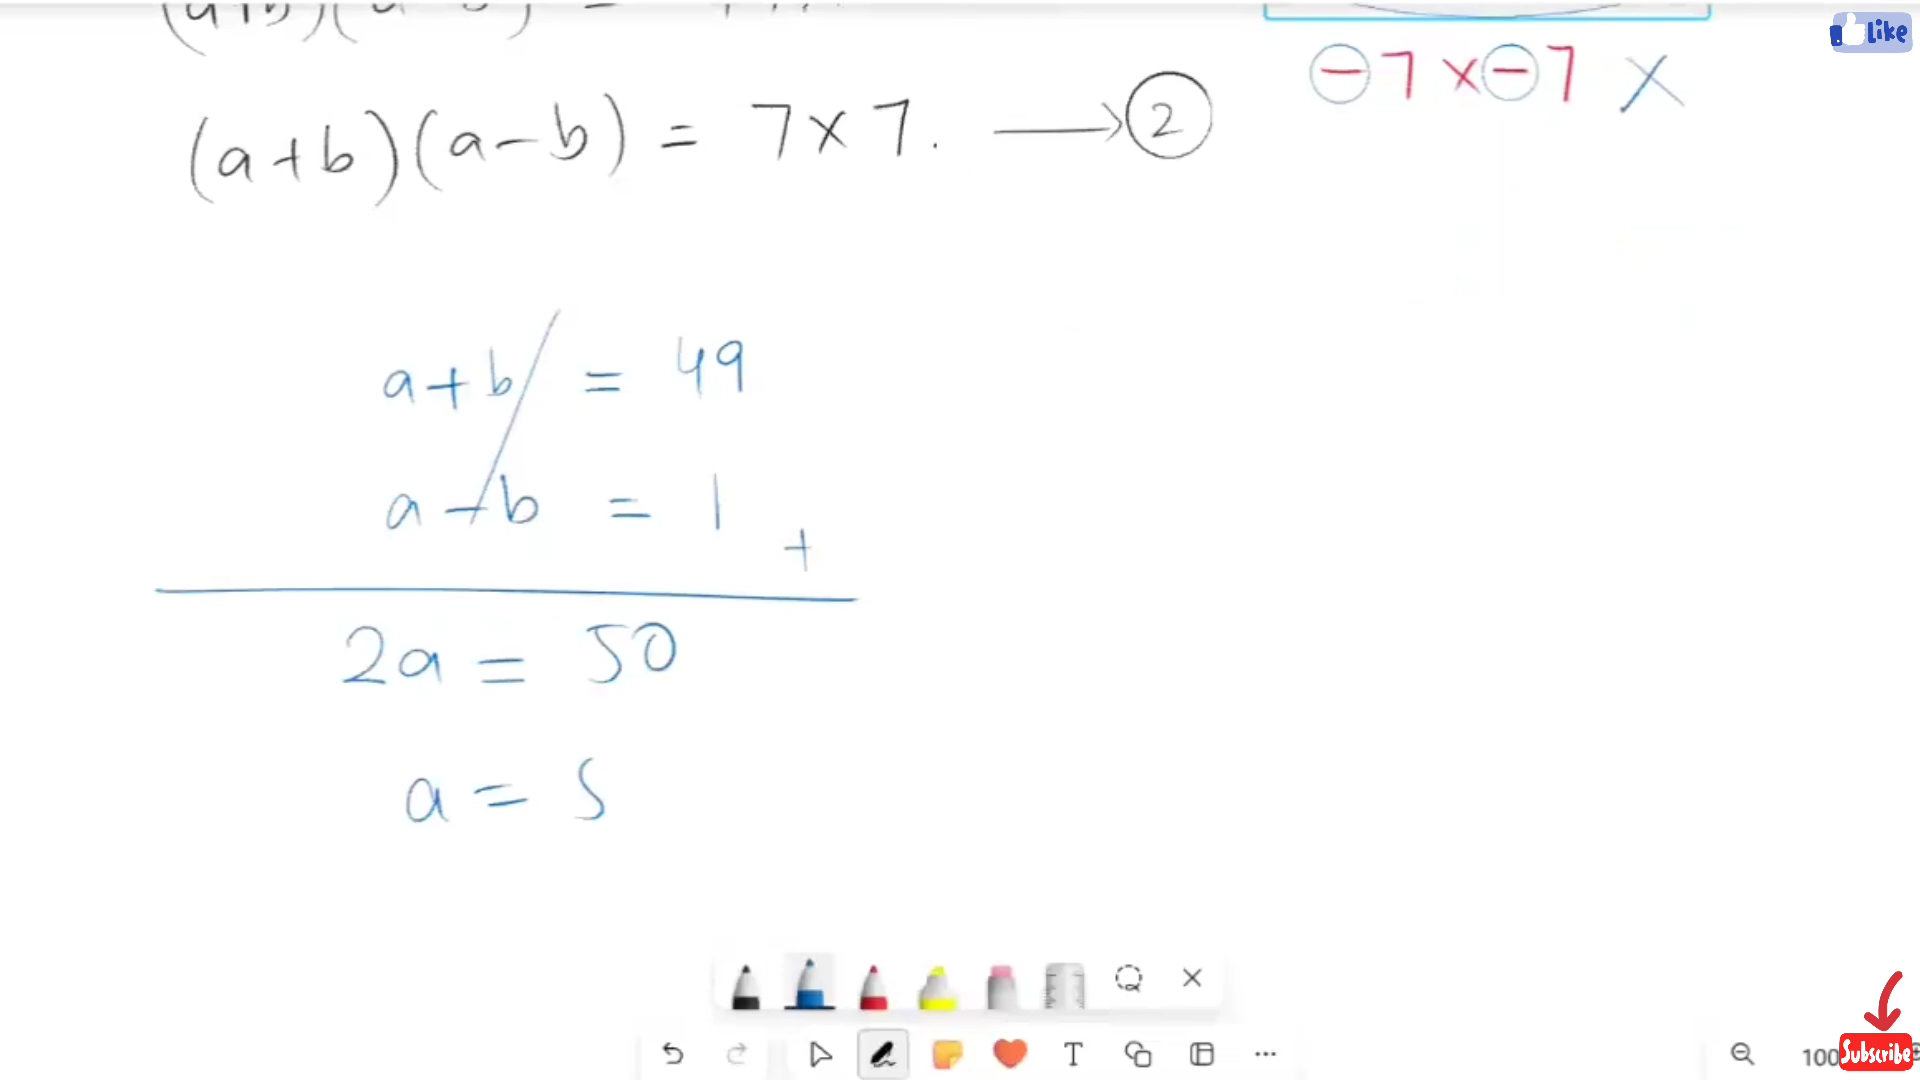 (a+b)(a-b) = 7×7. → ②
-7 × -7 ×
a+b = 49
a-b = 1
+
2a = 50
a = 5
Like
T
100
Subscribe